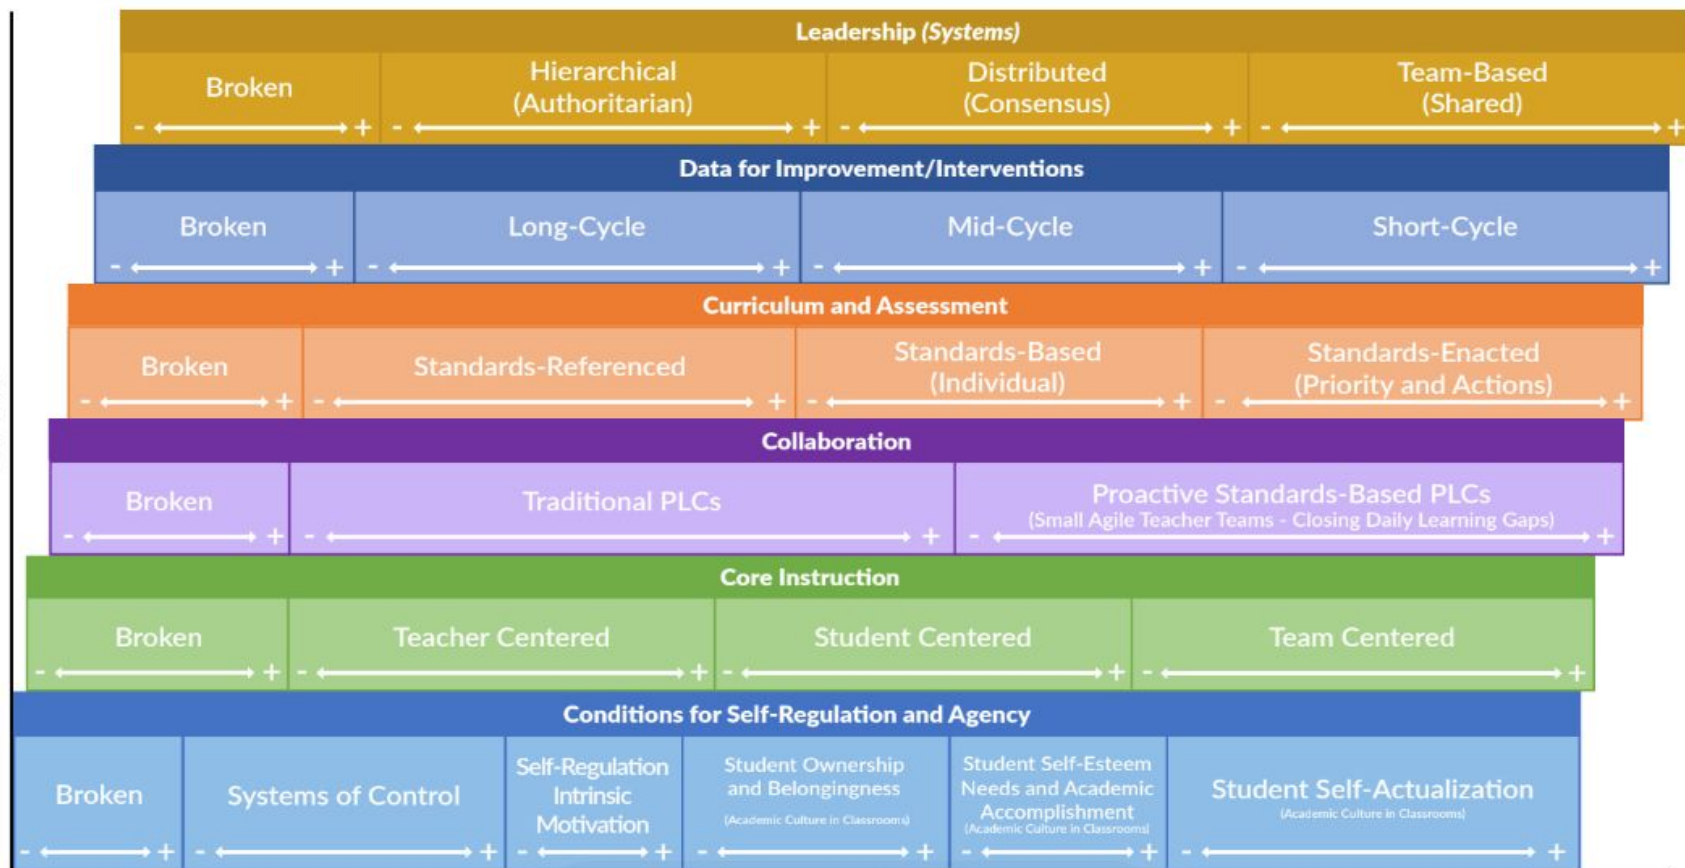 Leadership (Systems)
Broken
Hierarchical
(Authoritarian)
Distributed
(Consensus)
Team-Based
(Shared)
- + - + - + - +
Data for Improvement/Interventions
Broken
Long-Cycle
Mid-Cycle
Short-Cycle
- + - + - + - +
Curriculum and Assessment
Broken
Standards-Referenced
Standards-Based
(Individual)
Standards-Enacted
(Priority and Actions)
- + - + - + - +
Collaboration
Broken
Traditional PLCs
Proactive Standards-Based PLCs
(Small Agile Teacher Teams - Closing Daily Learning Gaps)
- + - + - +
Core Instruction
Broken
Teacher Centered
Student Centered
Team Centered
- + - + - + - +
Conditions for Self-Regulation and Agency
Broken
Systems of Control
Self-Regulation
Intrinsic
Motivation
Student Ownership
and Belongingness
(Academic Culture in Classrooms)
Student Self-Esteem
Needs and Academic
Accomplishment
(Academic Culture in Classrooms)
Student Self-Actualization
(Academic Culture in Classrooms)
- + - + - + - + - + - +